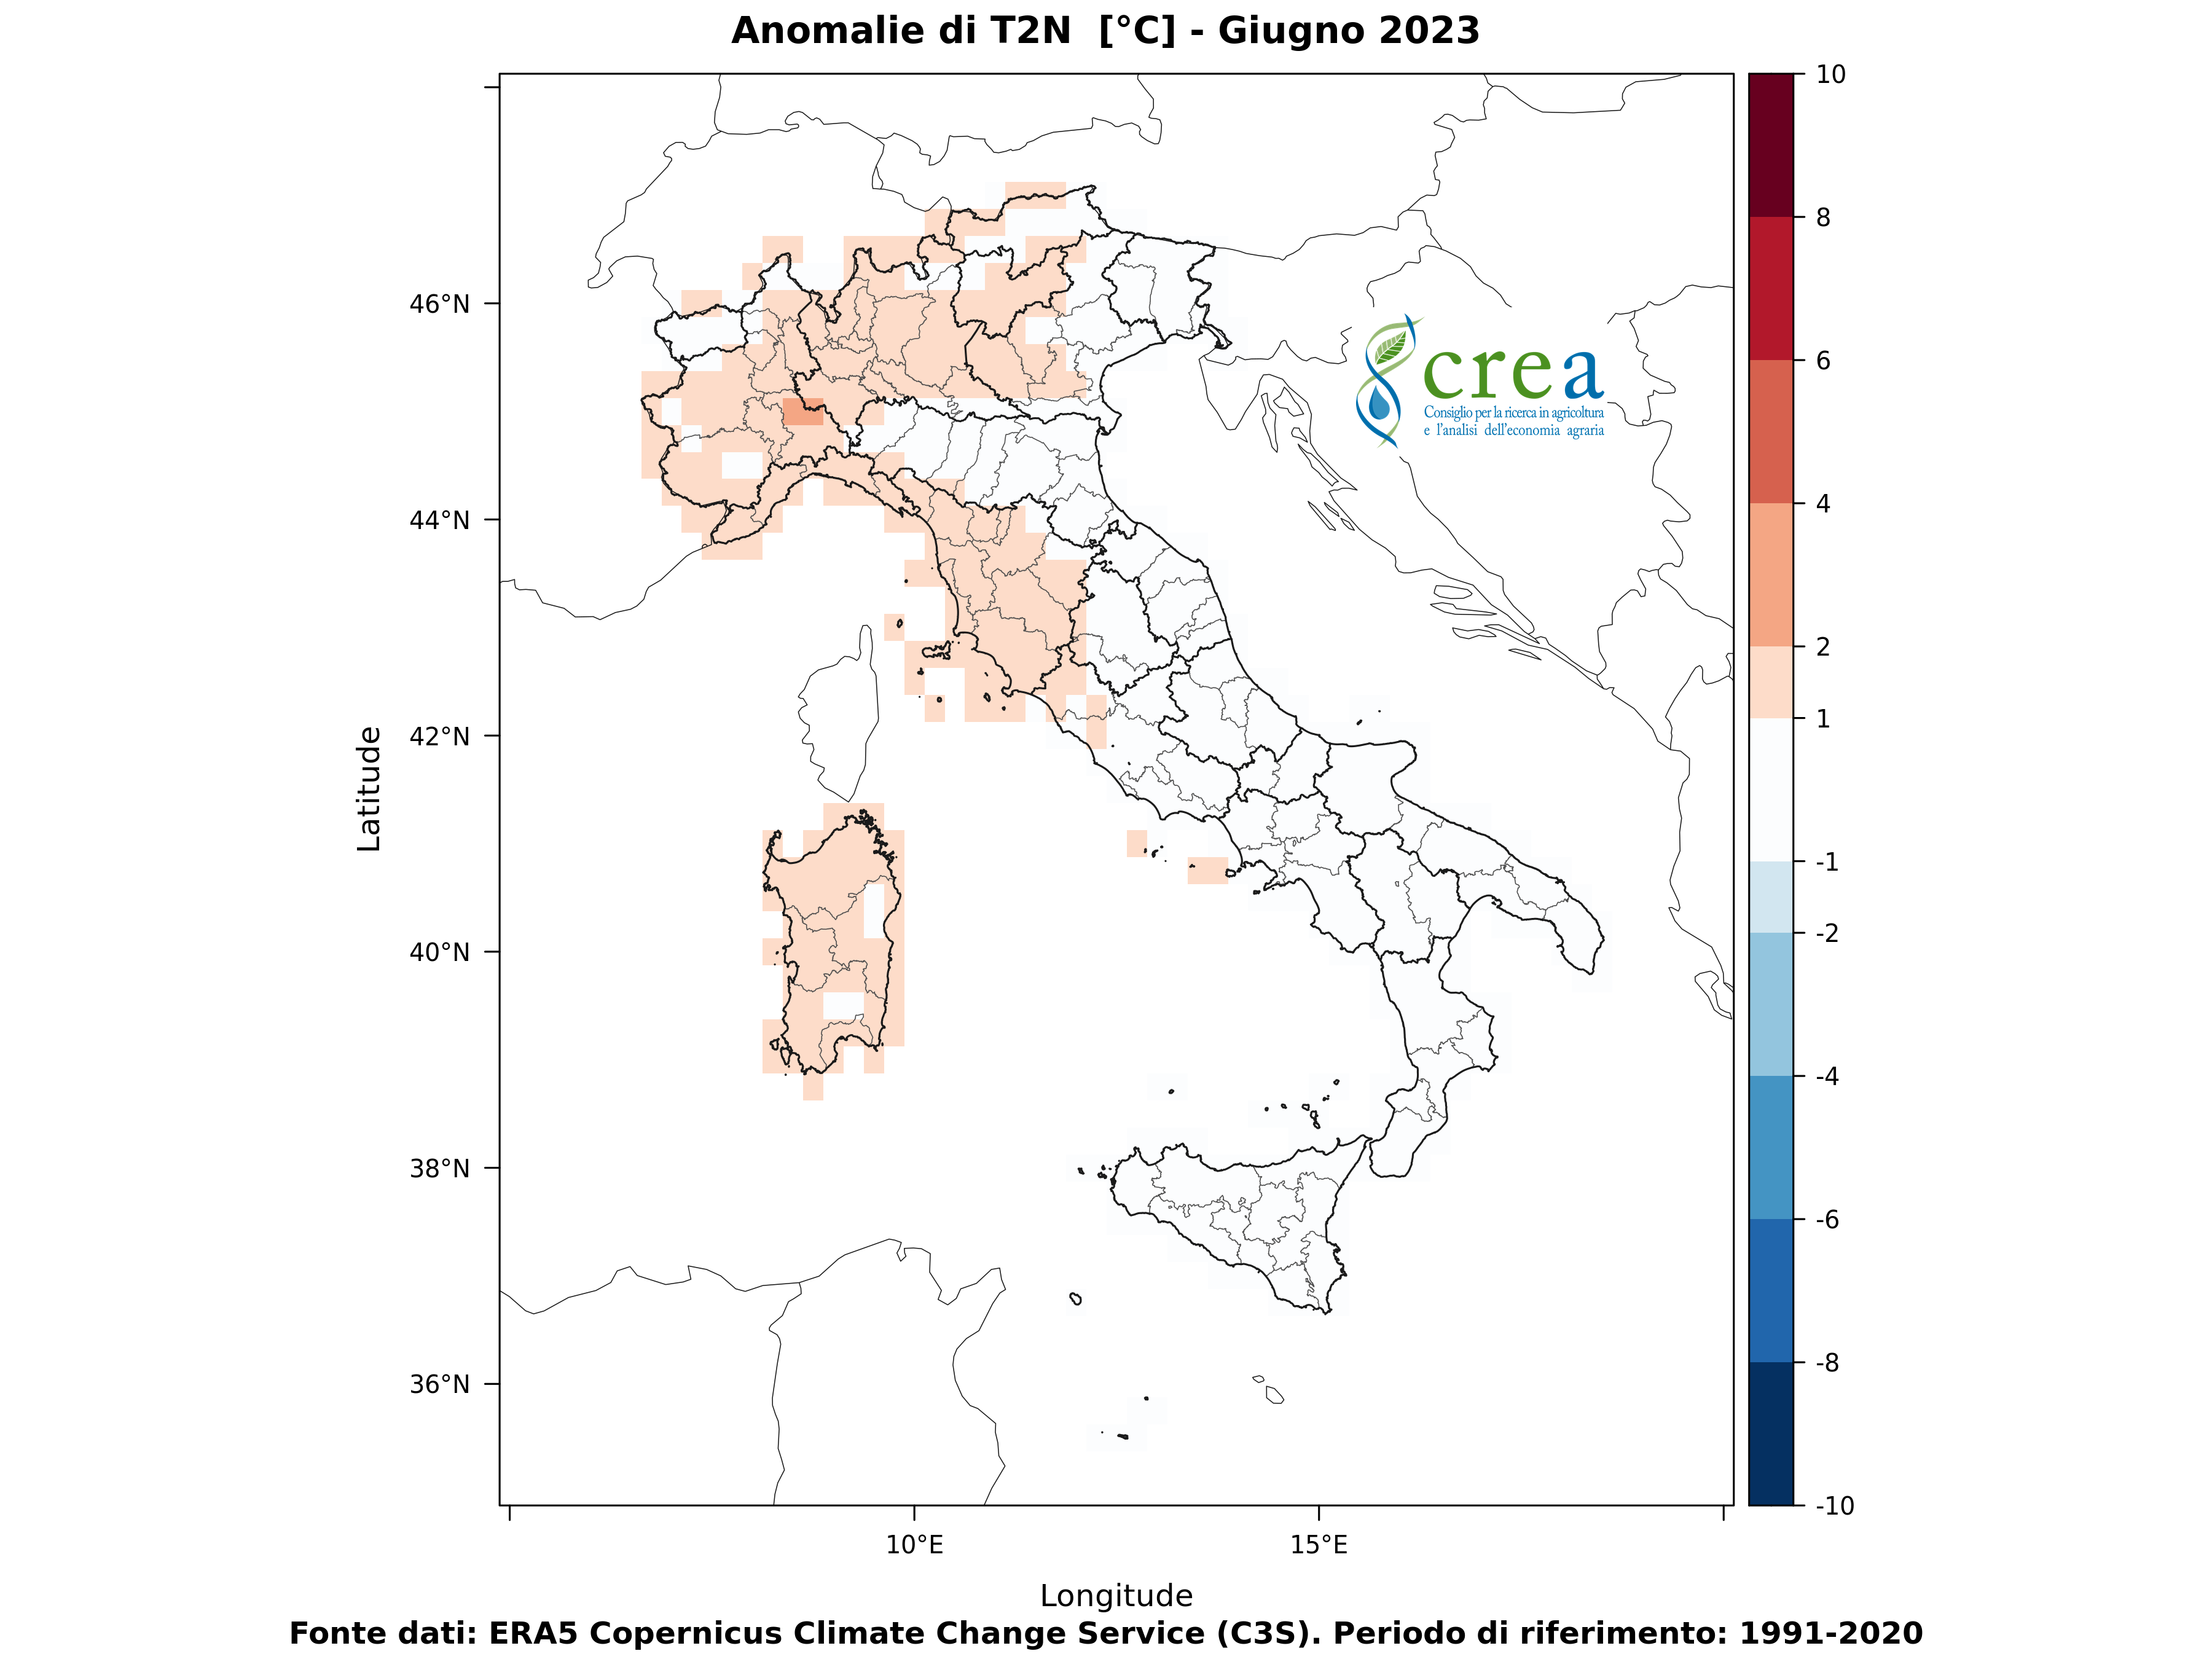 Anomalie di T2N [°C] - Giugno 2023
10
8
6
4
2
1
-1
-2
-4
-6
-8
-10
46°N
44°N
42°N
40°N
38°N
36°N
Latitude
crea
Consiglio per la ricerca in agricoltura
e l'analisi dell'economia agraria
10°E
15°E
Longitude
Fonte dati: ERA5 Copernicus Climate Change Service (C3S). Periodo di riferimento: 1991-2020